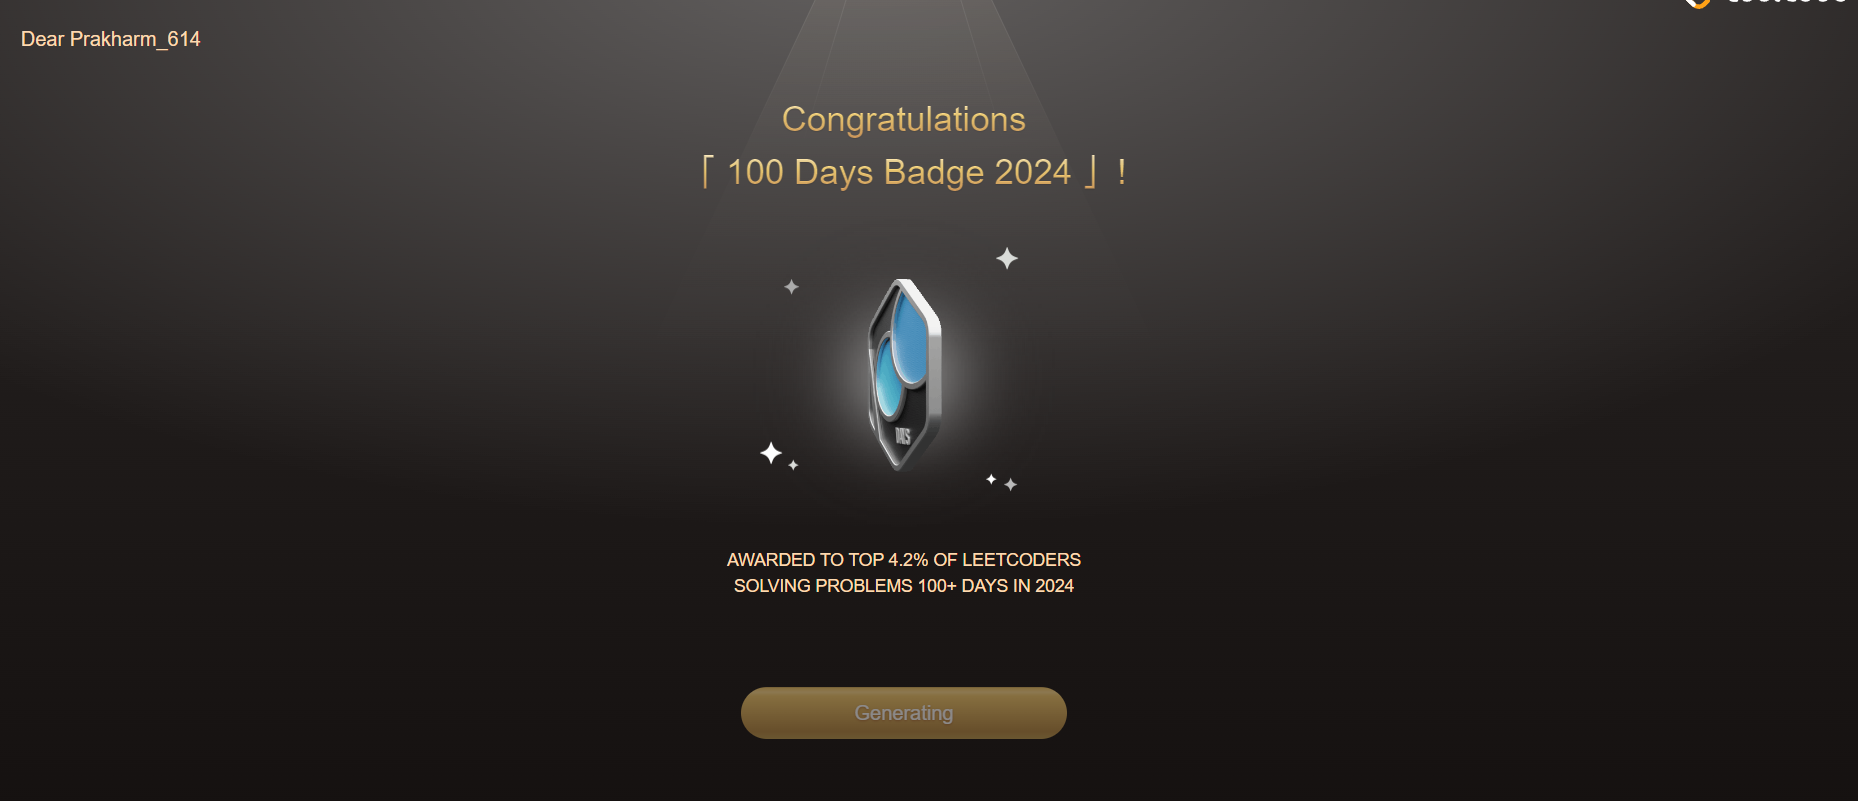 Dear Prakharm_614
Congratulations
「 100 Days Badge 2024 」 !
DAYS
AWARDED TO TOP 4.2% OF LEETCODERS
SOLVING PROBLEMS 100+ DAYS IN 2024
Generating